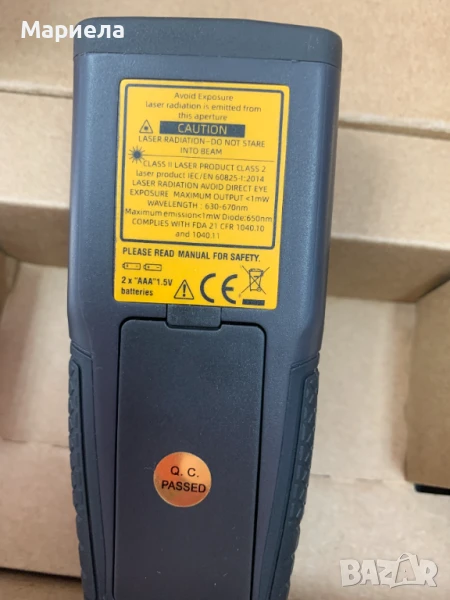 Мариела
Avoid Exposure
laser radiation is emitted from
this aperture
CAUTION
LASER RADIATION-DO NOT STARE
INTO BEAM
CLASS II LASER PRODUCT CLASS 2
laser product IEC/EN 60825-1:2014
LASER RADIATION AVOID DIRECT EYE
EXPOSURE MAXIMUM OUTPUT <1mW
WAVELENGTH : 630-670nm
Maximum emission<1mW Diode:650nm
COMPLIES WITH FDA 21 CFR 1040.10
and 1040.11
PLEASE READ MANUAL FOR SAFETY.
2 x "AAA"1.5V
batteries
CE
Q. C.
PASSED
bazar